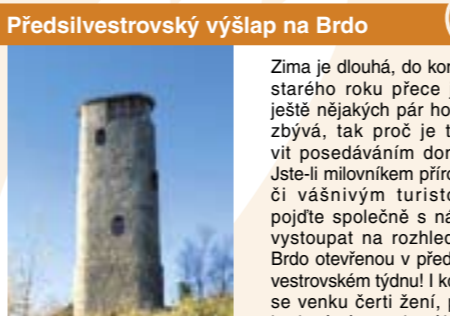 Předsilvestrovský výšlap na Brdo
Zima je dlouhá, do kon
starého roku přece j
ještě nějakých pár ho
zbývá, tak proč je t
vit posedáváním don
Jste-li milovníkem příro
či vášnivým turisto
pojďte společně s ná
vystoupat na rozhled
Brdo otevřenou v před
vestrovském týdnu! I ko
se venku čerti žení, p